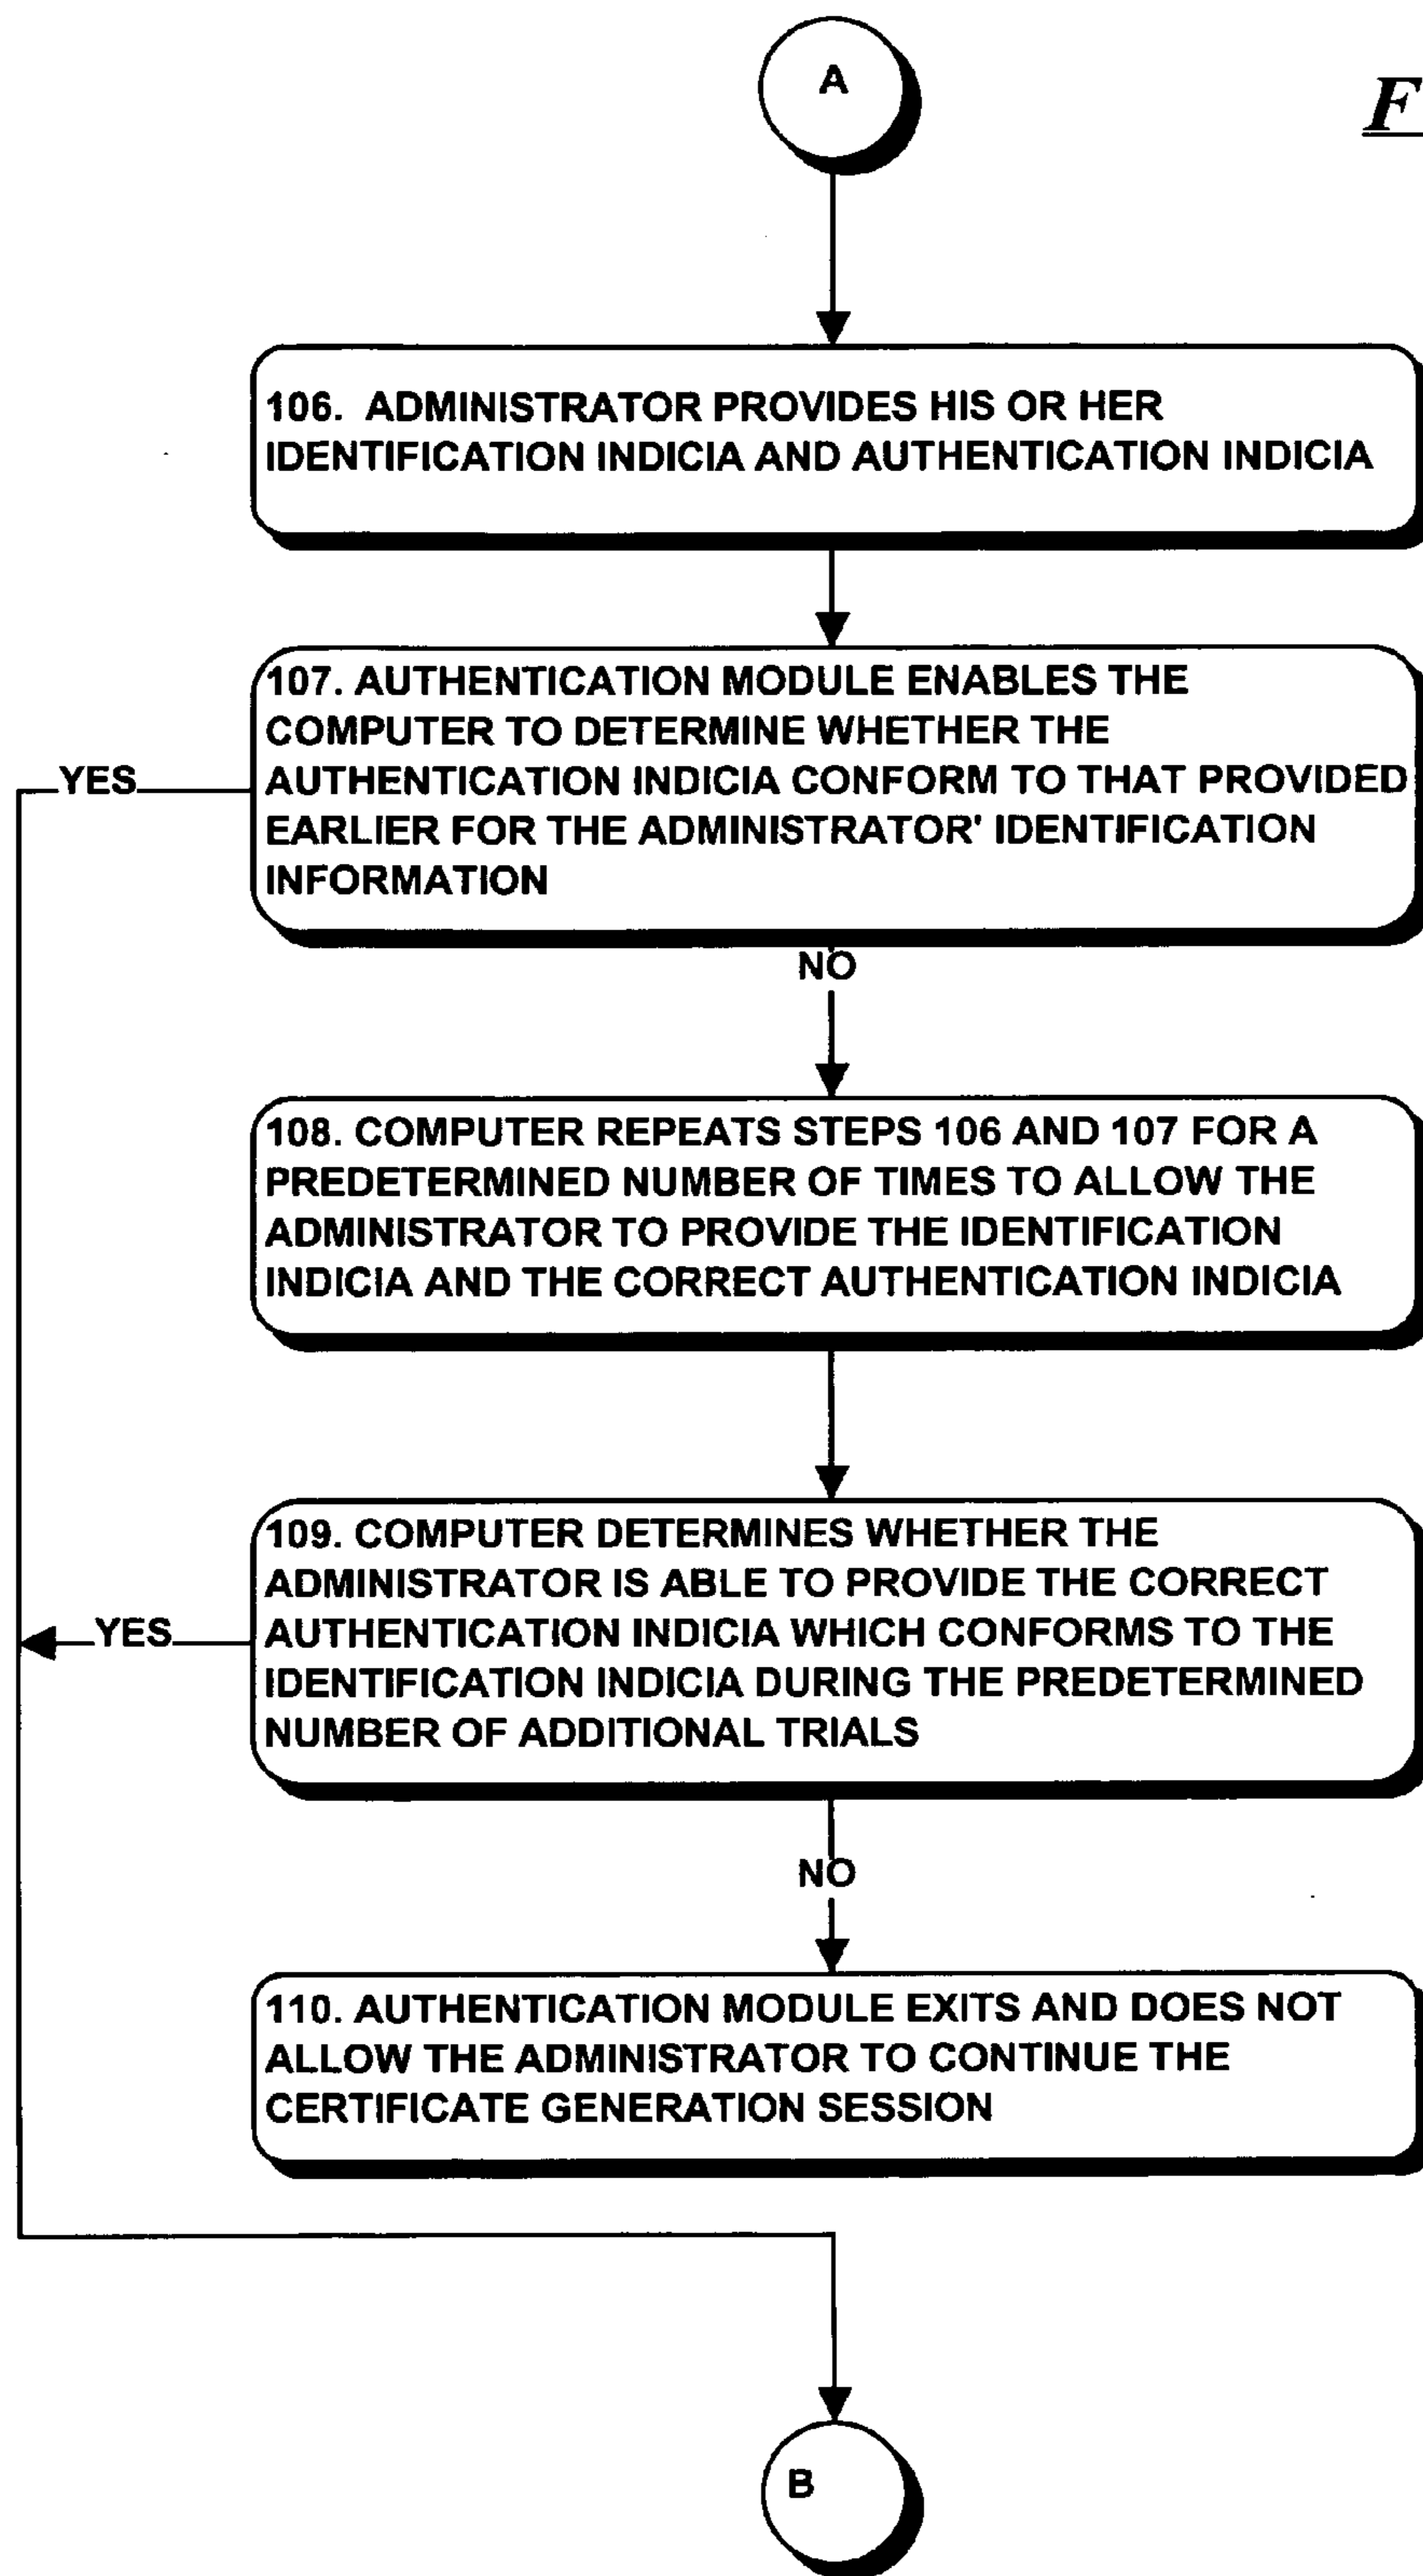 A
F
106. ADMINISTRATOR PROVIDES HIS OR HER
IDENTIFICATION INDICIA AND AUTHENTICATION INDICIA
107. AUTHENTICATION MODULE ENABLES THE
COMPUTER TO DETERMINE WHETHER THE
AUTHENTICATION INDICIA CONFORM TO THAT PROVIDED
EARLIER FOR THE ADMINISTRATOR' IDENTIFICATION
INFORMATION
YES
NO
108. COMPUTER REPEATS STEPS 106 AND 107 FOR A
PREDETERMINED NUMBER OF TIMES TO ALLOW THE
ADMINISTRATOR TO PROVIDE THE IDENTIFICATION
INDICIA AND THE CORRECT AUTHENTICATION INDICIA
109. COMPUTER DETERMINES WHETHER THE
ADMINISTRATOR IS ABLE TO PROVIDE THE CORRECT
AUTHENTICATION INDICIA WHICH CONFORMS TO THE
IDENTIFICATION INDICIA DURING THE PREDETERMINED
NUMBER OF ADDITIONAL TRIALS
YES
NO
110. AUTHENTICATION MODULE EXITS AND DOES NOT
ALLOW THE ADMINISTRATOR TO CONTINUE THE
CERTIFICATE GENERATION SESSION
B